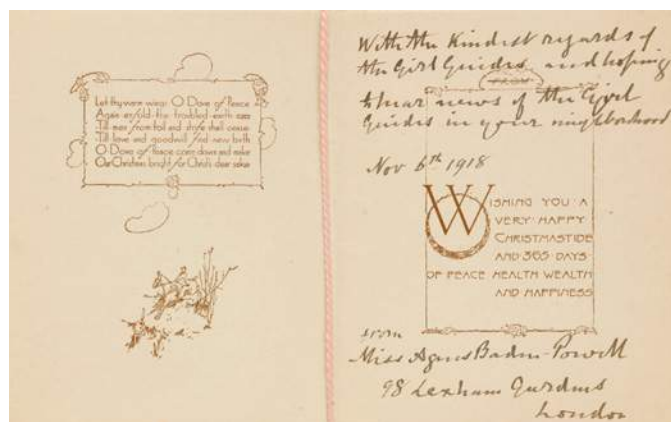 Let thy warm wings O Dove of Peace
Again enfold the troubled earth
Till men from toil and strife shall cease
Till love and goodwill find new birth
O Dove of Peace come down and make
Our Christmas bright for Christ's dear sake
With the kindest regards of
the Girl Guides and hoping
FROM
to hear news of the Girl
Guides in your neighborhood
Nov 6th 1918
WISHING YOU A
VERY HAPPY
CHRISTMASTIDE
AND 365 DAYS
OF PEACE HEALTH WEALTH
AND HAPPINESS
from
Miss Agnes Baden-Powell
98 Lexham Gardens
London